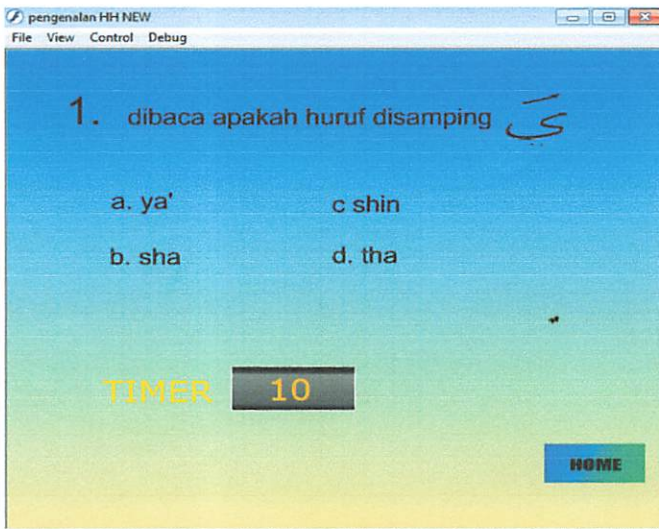 pengenalan HH NEW
File View Control Debug
1. dibaca apakah huruf disamping يَ
a. ya' c shin
b. sha d. tha
TIMER 10
HOME